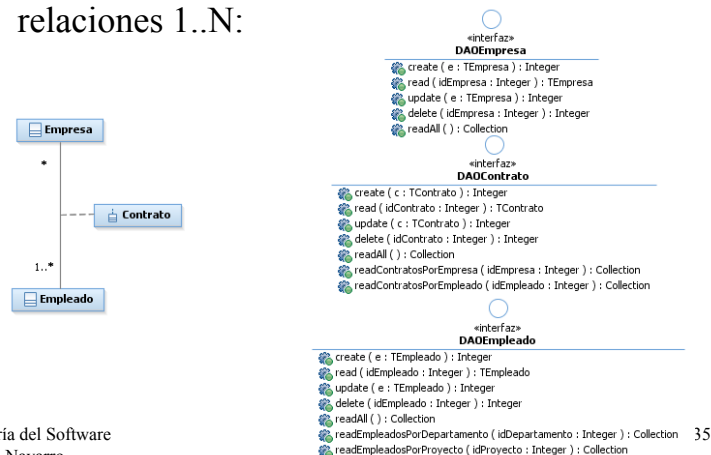 relaciones 1..N:
Empresa
*
Contrato
1..*
Empleado
«interfaz»
DAOEmpresa
create ( e : TEmpresa ) : Integer
read ( idEmpresa : Integer ) : TEmpresa
update ( e : TEmpresa ) : Integer
delete ( idEmpresa : Integer ) : Integer
readAll ( ) : Collection
«interfaz»
DAOContrato
create ( c : TContrato ) : Integer
read ( idContrato : Integer ) : TContrato
update ( c : TContrato ) : Integer
delete ( idContrato : Integer ) : Integer
readAll ( ) : Collection
readContratosPorEmpresa ( idEmpresa : Integer ) : Collection
readContratosPorEmpleado ( idEmpleado : Integer ) : Collection
«interfaz»
DAOEmpleado
create ( e : TEmpleado ) : Integer
read ( idEmpleado : Integer ) : TEmpleado
update ( e : TEmpleado ) : Integer
delete ( idEmpleado : Integer ) : Integer
readAll ( ) : Collection
readEmpleadosPorDepartamento ( idDepartamento : Integer ) : Collection
readEmpleadosPorProyecto ( idProyecto : Integer ) : Collection
ría del Software
Navarro
35